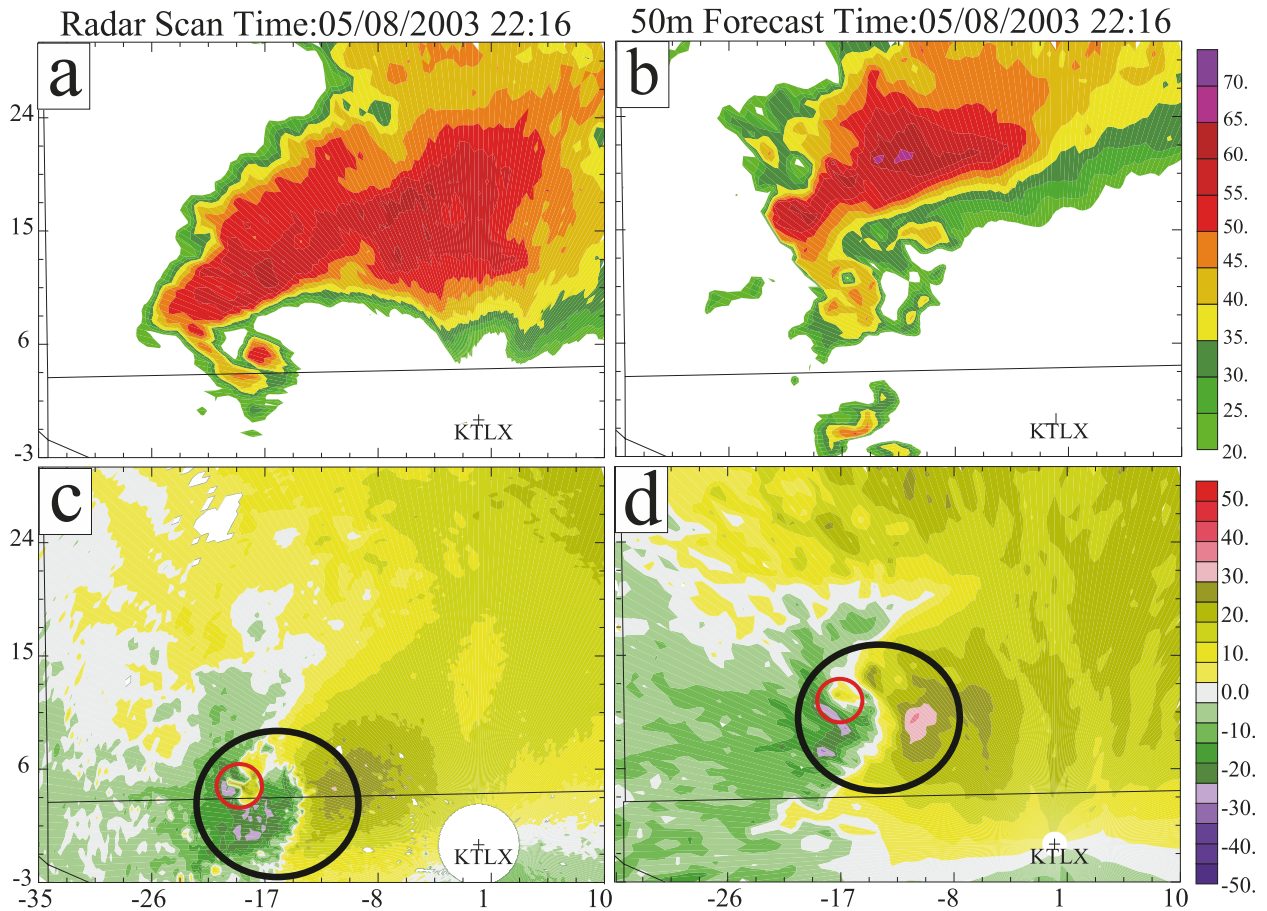 Radar Scan Time:05/08/2003 22:16
50m Forecast Time:05/08/2003 22:16
a
b
24
15
6
-3
KTLX
KTLX
70.
65.
60.
55.
50.
45.
40.
35.
30.
25.
20.
c
d
24
15
6
-3
KTLX
KTLX
50.
40.
30.
20.
10.
0.0
-10.
-20.
-30.
-40.
-50.
-35 -26 -17 -8 1 10
-26 -17 -8 1 10